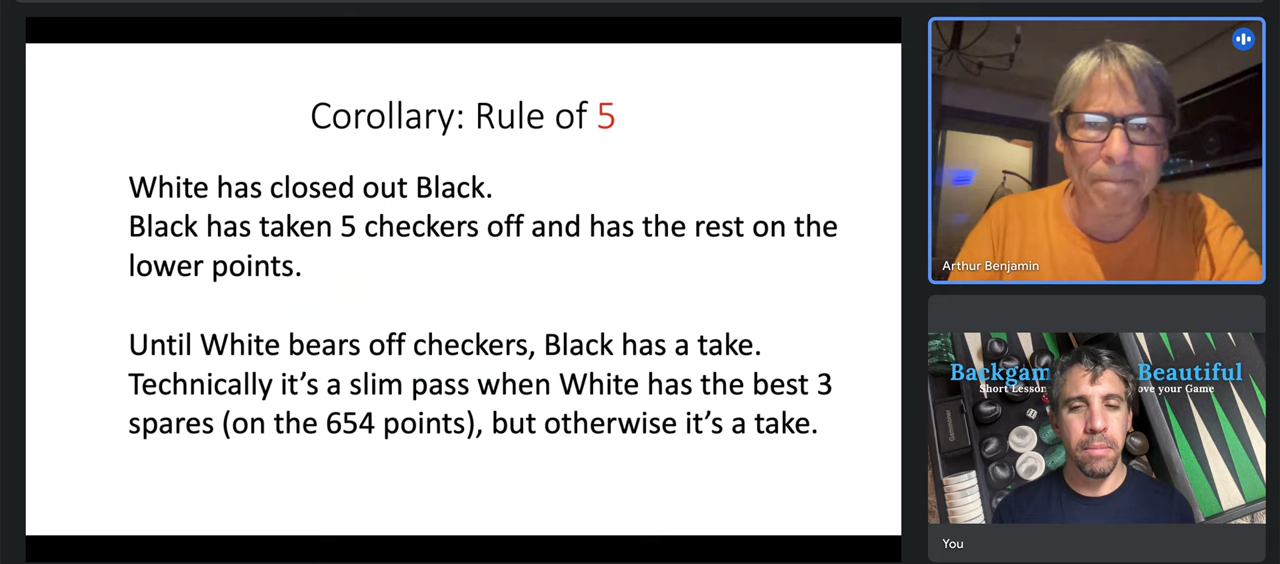 Corollary: Rule of 5
White has closed out Black.
Black has taken 5 checkers off and has the rest on the
lower points.
Until White bears off checkers, Black has a take.
Technically it's a slim pass when White has the best 3
spares (on the 654 points), but otherwise it's a take.
Arthur Benjamin
Backgam Beautiful
Short Lesson ove your Game
You